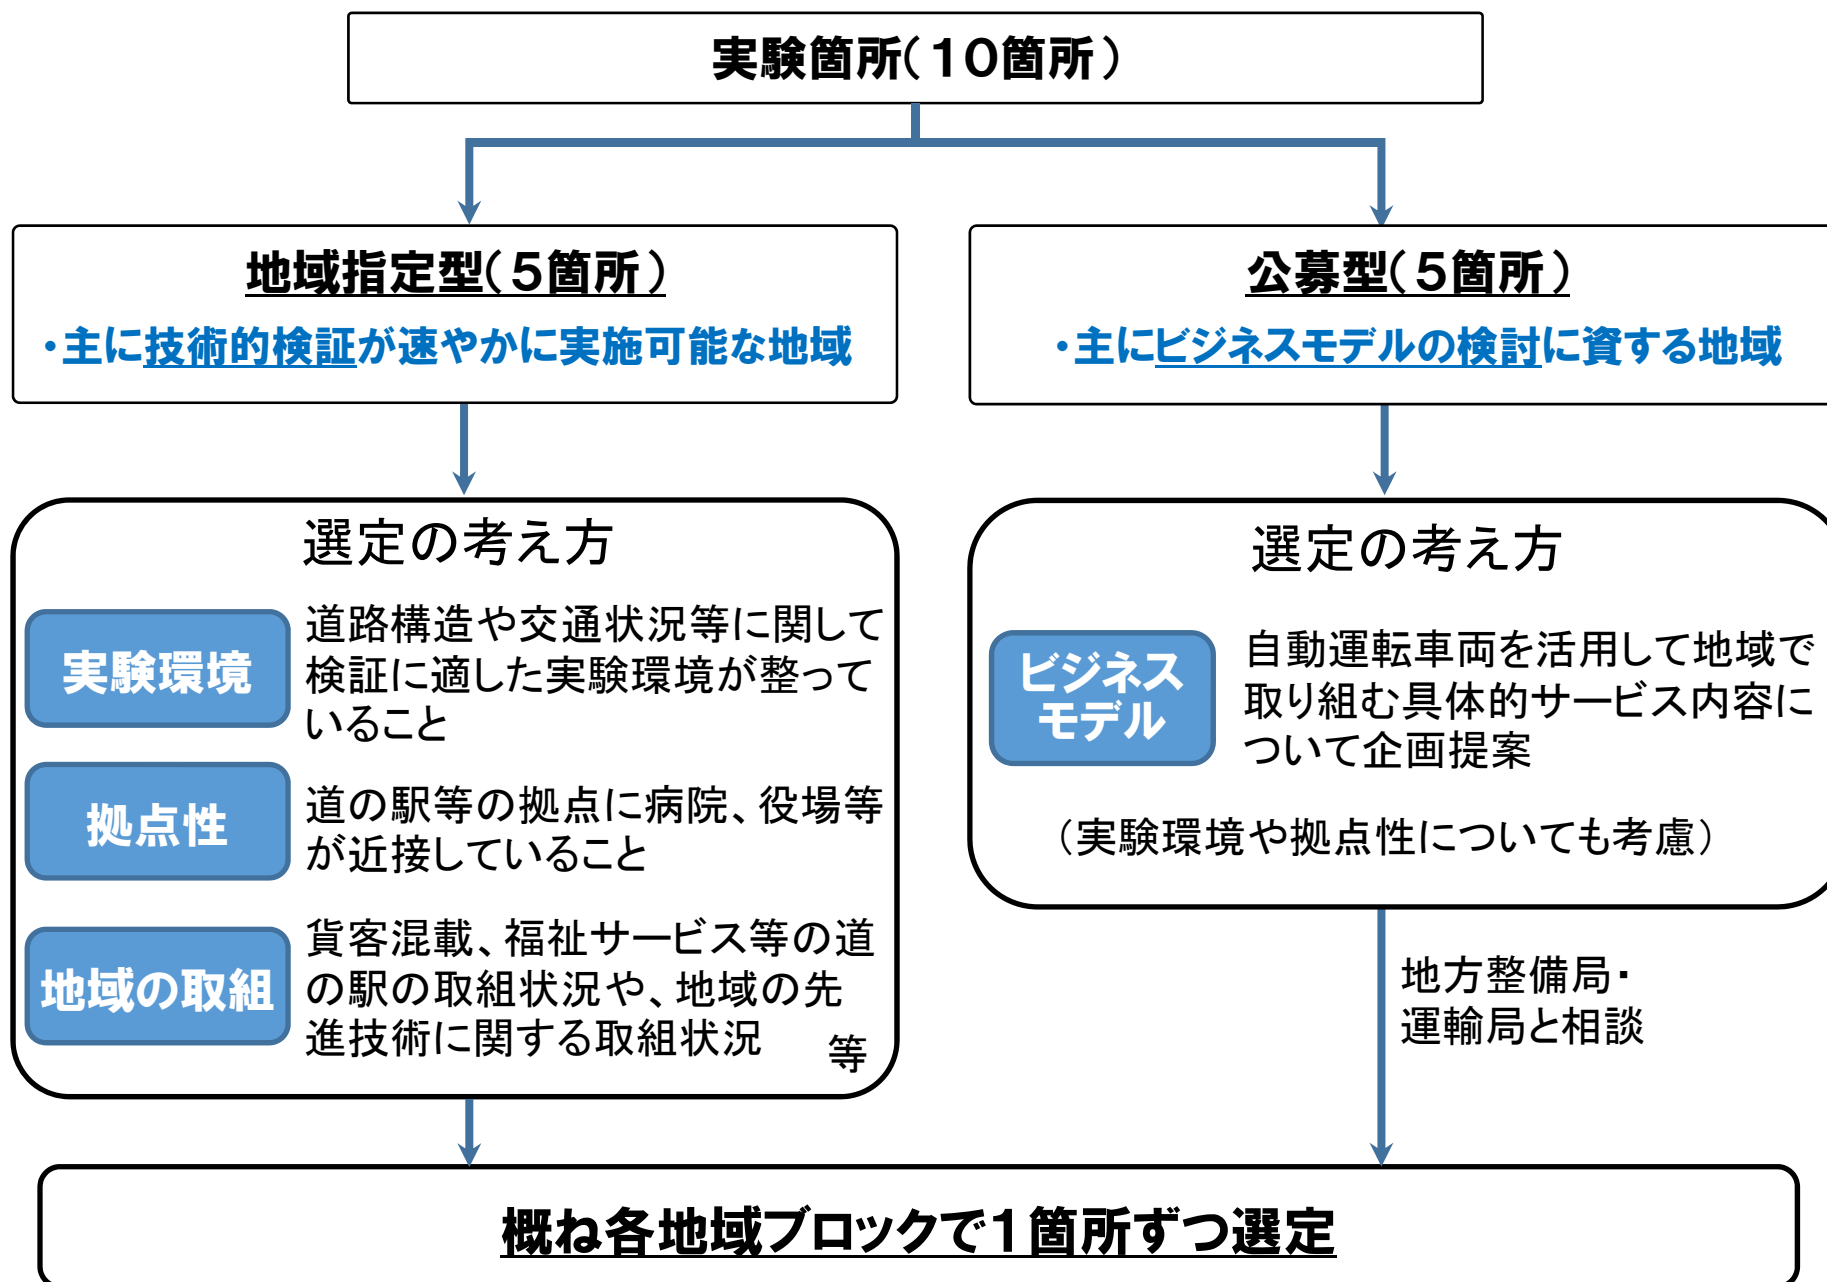 実験箇所(10箇所)
地域指定型(5箇所)
・主に技術的検証が速やかに実施可能な地域
選定の考え方
実験環境
道路構造や交通状況等に関して
検証に適した実験環境が整って
いること
拠点性
道の駅等の拠点に病院、役場等
が近接していること
地域の取組
貨客混載、福祉サービス等の道
の駅の取組状況や、地域の先
進技術に関する取組状況
等
公募型(5箇所)
・主にビジネスモデルの検討に資する地域
選定の考え方
ビジネス
モデル
自動運転車両を活用して地域で
取り組む具体的サービス内容に
ついて企画提案
(実験環境や拠点性についても考慮)
地方整備局・
運輸局と相談
概ね各地域ブロックで1箇所ずつ選定